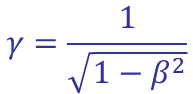 γ = 1 / √(1 − β²)